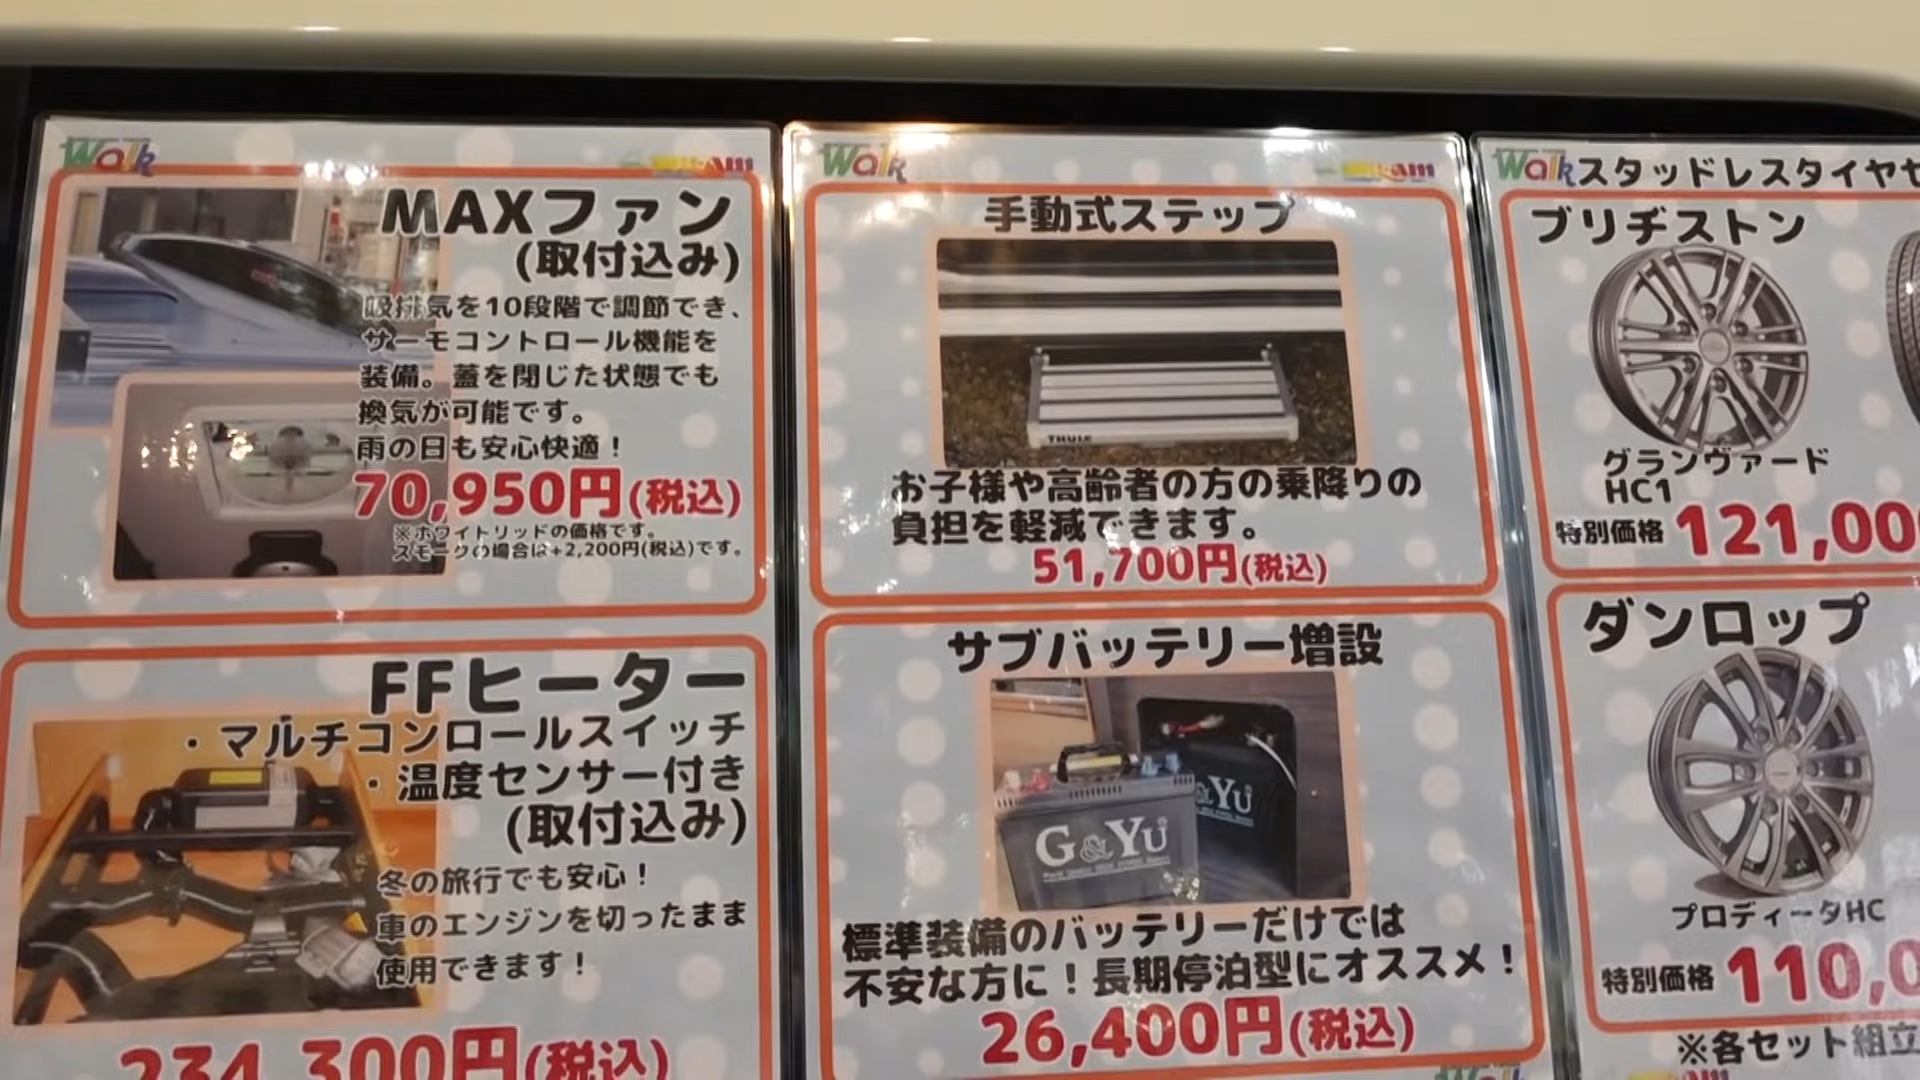 Walk
MAXファン
(取付込み)
吸排気を10段階で調節でき、
サーモコントロール機能を
装備。蓋を閉じた状態でも
換気が可能です。
雨の日も安心快適！
70,950円(税込)
※ホワイトリッドの価格です。
スモークの場合は+2,200円(税込)です。
FFヒーター
・マルチコンロールスイッチ
・温度センサー付き
(取付込み)
冬の旅行でも安心！
車のエンジンを切ったまま
使用できます！
234,300円(税込)
Walk
手動式ステップ
THULE
お子様や高齢者の方の乗降りの
負担を軽減できます。
51,700円(税込)
サブバッテリー増設
G&Yu
&Yu
標準装備のバッテリーだけでは
不安な方に！長期停泊型にオススメ！
26,400円(税込)
Walk
スタッドレスタイヤセ
ブリヂストン
グランヴァード
HC1
特別価格 121,00
ダンロップ
プロディータHC
特別価格 110,0
※各セット組立